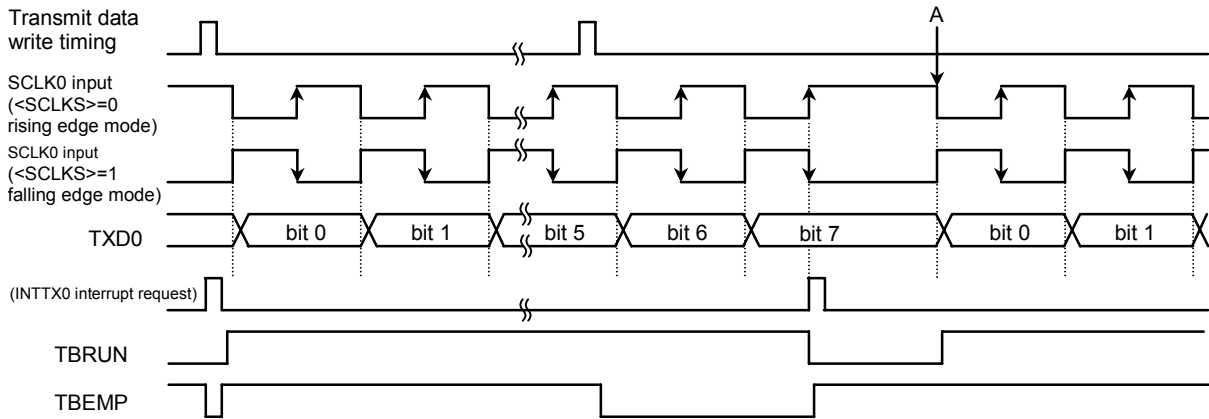 Transmit data
write timing
A
SCLK0 input
(<SCLKS>=0
rising edge mode)
SCLK0 input
(<SCLKS>=1
falling edge mode)
TXD0
bit 0
bit 1
bit 5
bit 6
bit 7
bit 0
bit 1
(INTTX0 interrupt request)
TBRUN
TBEMP